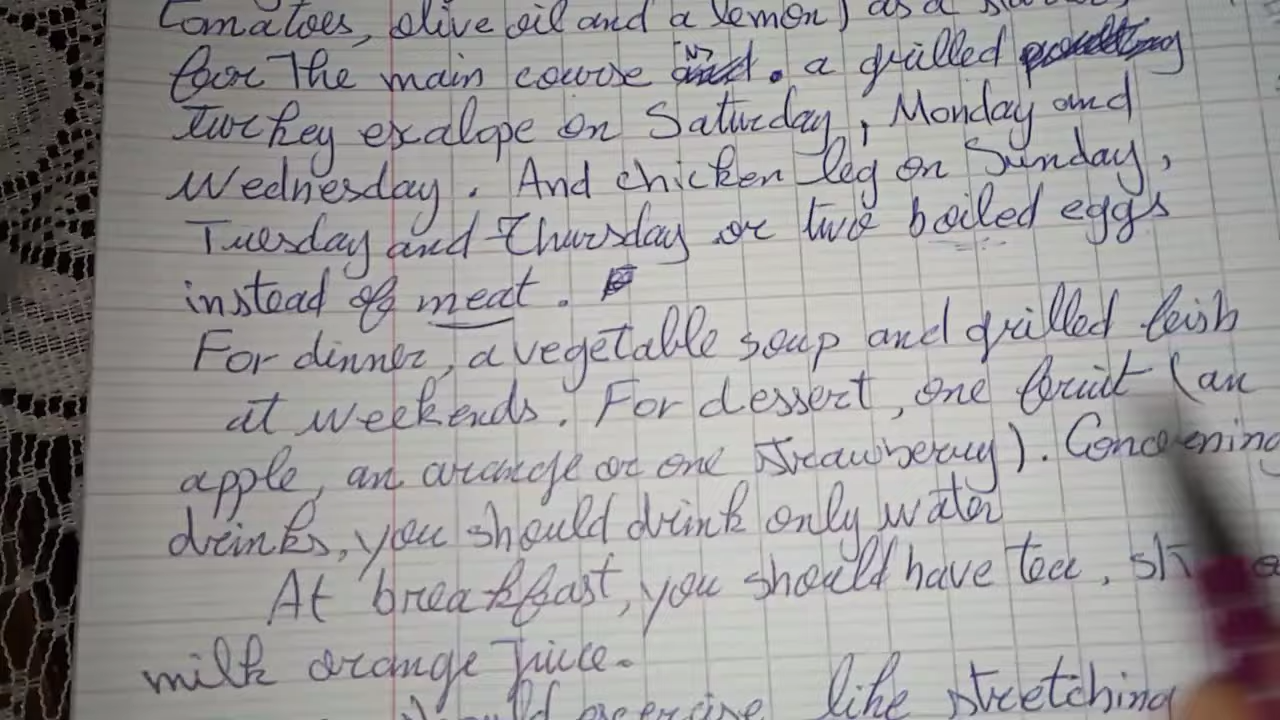 tomatoes, olive oil and a lemon) as a
for The main course . a grilled
turkey escalope on Saturday, Monday and
Wednesday. And chicken leg on Sunday,
Tuesday and Thursday or two boiled eggs
instead of meat.
For dinner, a vegetable soup and grilled fish
at weekends. For dessert, one fruit (an
apple, an orange or one strawberry). Concerning
drinks, you should drink only water
At breakfast, you should have tea,
milk orange juice.
exercise like stretching